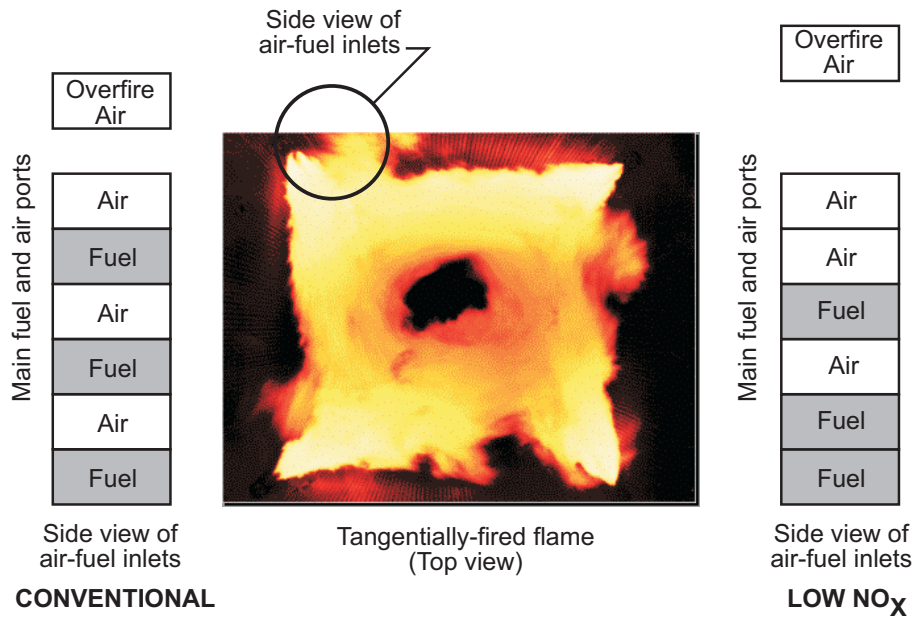 Side view of
air-fuel inlets
Overfire
Air
Main fuel and air ports
Air
Fuel
Air
Fuel
Air
Fuel
Side view of
air-fuel inlets
CONVENTIONAL
Tangentially-fired flame
(Top view)
Overfire
Air
Main fuel and air ports
Air
Air
Fuel
Air
Fuel
Fuel
Side view of
air-fuel inlets
LOW NOX